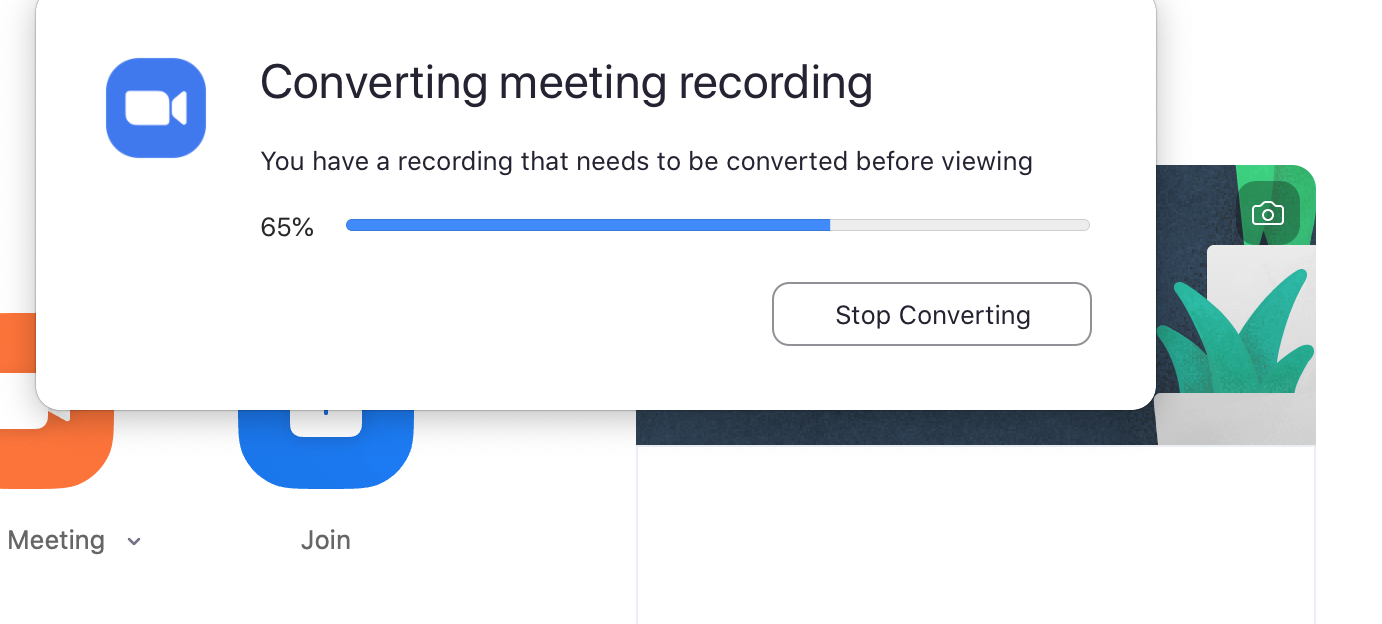 Converting meeting recording
You have a recording that needs to be converted before viewing
65%
Stop Converting
Meeting
Join